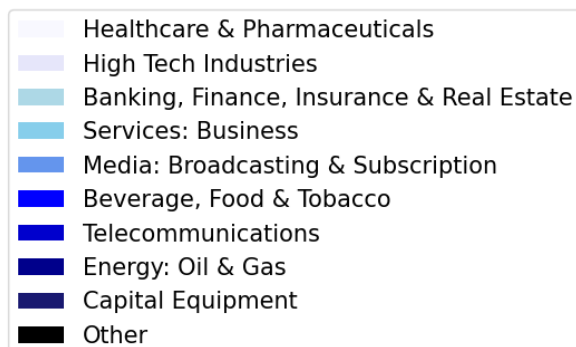 Healthcare & Pharmaceuticals
High Tech Industries
Banking, Finance, Insurance & Real Estate
Services: Business
Media: Broadcasting & Subscription
Beverage, Food & Tobacco
Telecommunications
Energy: Oil & Gas
Capital Equipment
Other